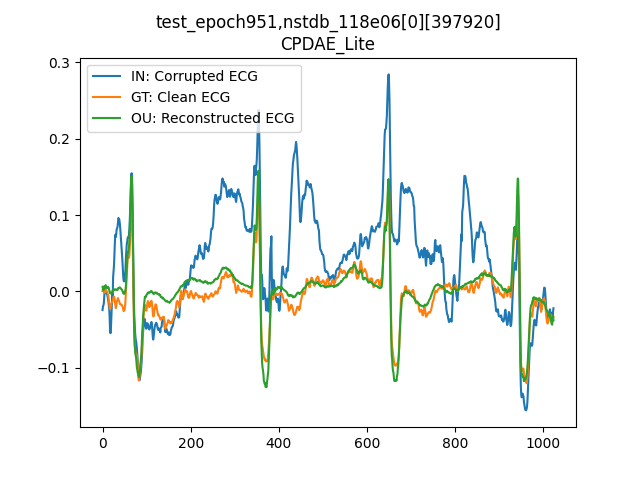 test_epoch951,nstdb_118e06[0][397920]
CPDAE_Lite
IN: Corrupted ECG
GT: Clean ECG
OU: Reconstructed ECG
0.3
0.2
0.1
0.0
−0.1
0 200 400 600 800 1000